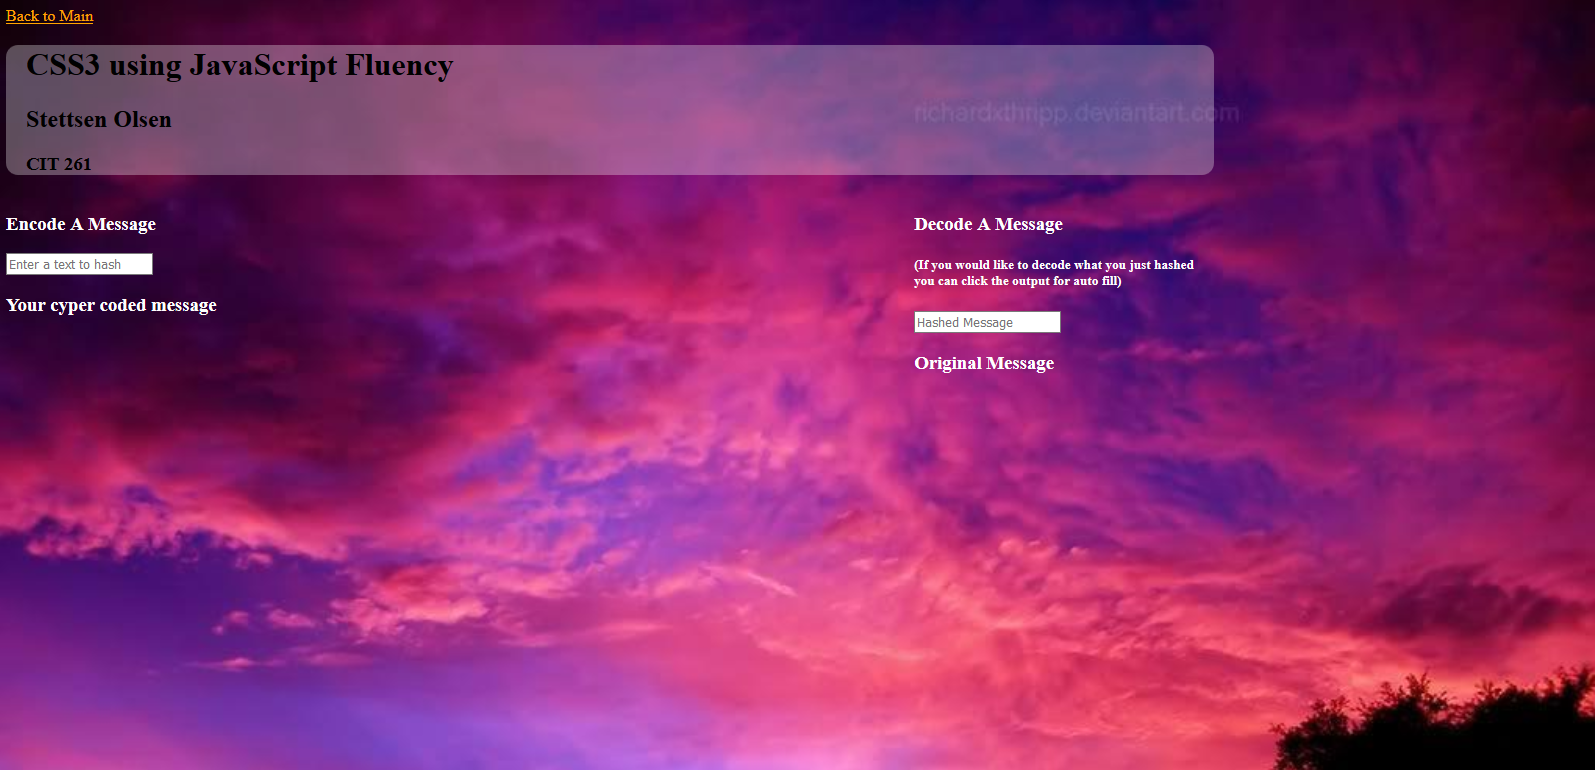 Back to Main
CSS3 using JavaScript Fluency
Stettsen Olsen
richardxthripp.deviantart.com
CIT 261
Encode A Message
Enter a text to hash
Your cyper coded message
Decode A Message
(If you would like to decode what you just hashed
you can click the output for auto fill)
Hashed Message
Original Message